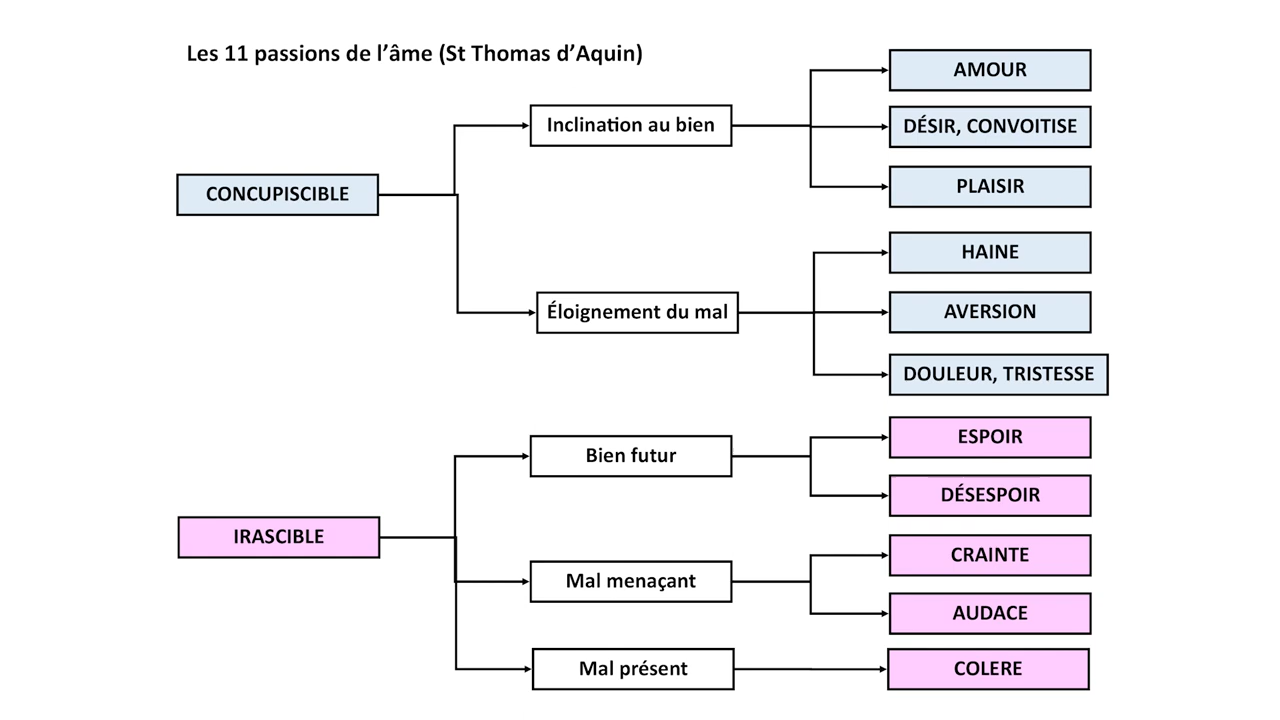 Les 11 passions de l’âme (St Thomas d’Aquin)
CONCUPISCIBLE
Inclination au bien
AMOUR
DÉSIR, CONVOITISE
PLAISIR
Éloignement du mal
HAINE
AVERSION
DOULEUR, TRISTESSE
IRASCIBLE
Bien futur
ESPOIR
DÉSESPOIR
Mal menaçant
CRAINTE
AUDACE
Mal présent
COLERE